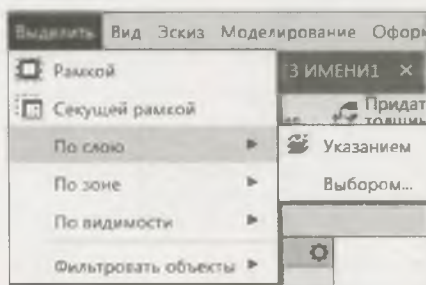 Выделить Вид Эскиз Моделирование Офор
Рамкой
З ИМЕНИ1 ×
Секущей рамкой
Придат
толщин
По слою
Указанием
По зоне
Выбором...
По видимости
Фильтровать объекты